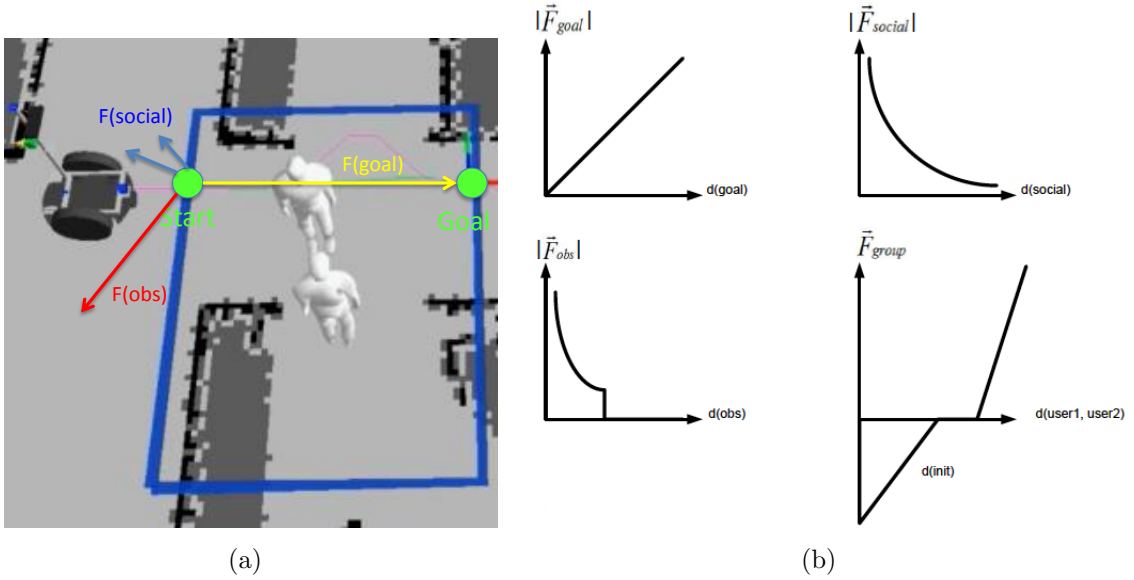 F(social)
F(goal)
Start
Goal
F(obs)
(a)
|F⃗goal|
d(goal)
|F⃗social|
d(social)
|F⃗obs|
d(obs)
F⃗group
d(user1, user2)
d(init)
(b)